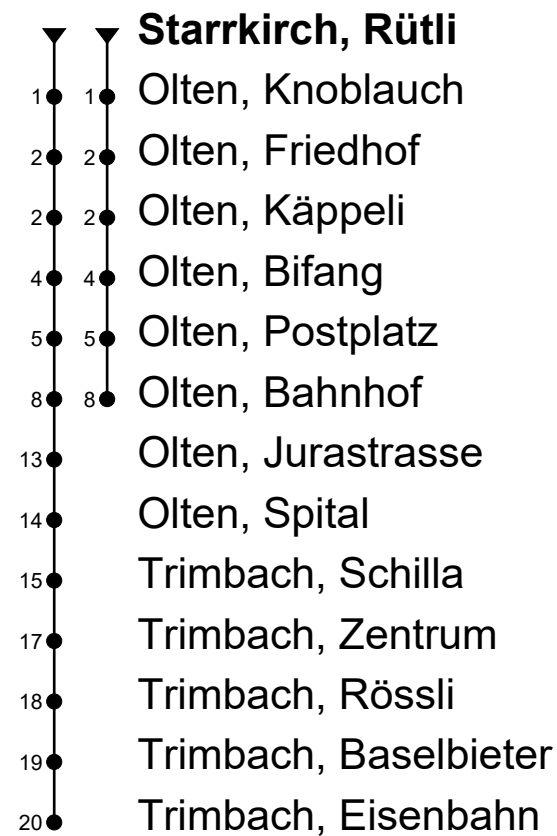 Starrkirch, Rütli
1 1 Olten, Knoblauch
2 2 Olten, Friedhof
2 2 Olten, Käppeli
4 4 Olten, Bifang
5 5 Olten, Postplatz
8 8 Olten, Bahnhof
13 Olten, Jurastrasse
14 Olten, Spital
15 Trimbach, Schilla
17 Trimbach, Zentrum
18 Trimbach, Rössli
19 Trimbach, Baselbieter
20 Trimbach, Eisenbahn